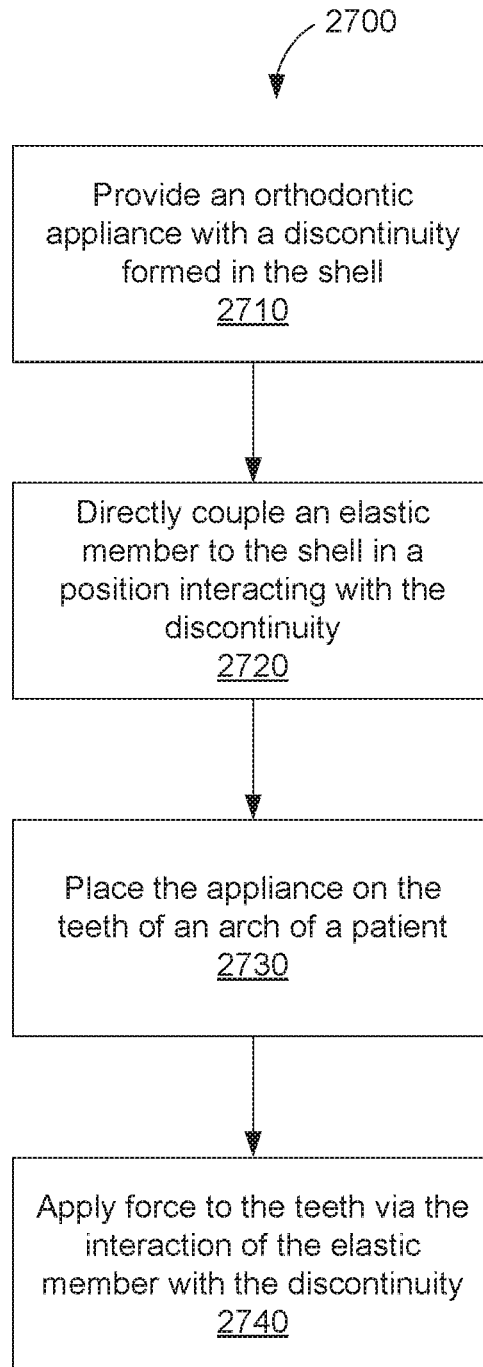 2700
Provide an orthodontic
appliance with a discontinuity
formed in the shell
2710
Directly couple an elastic
member to the shell in a
position interacting with the
discontinuity
2720
Place the appliance on the
teeth of an arch of a patient
2730
Apply force to the teeth via the
interaction of the elastic
member with the discontinuity
2740